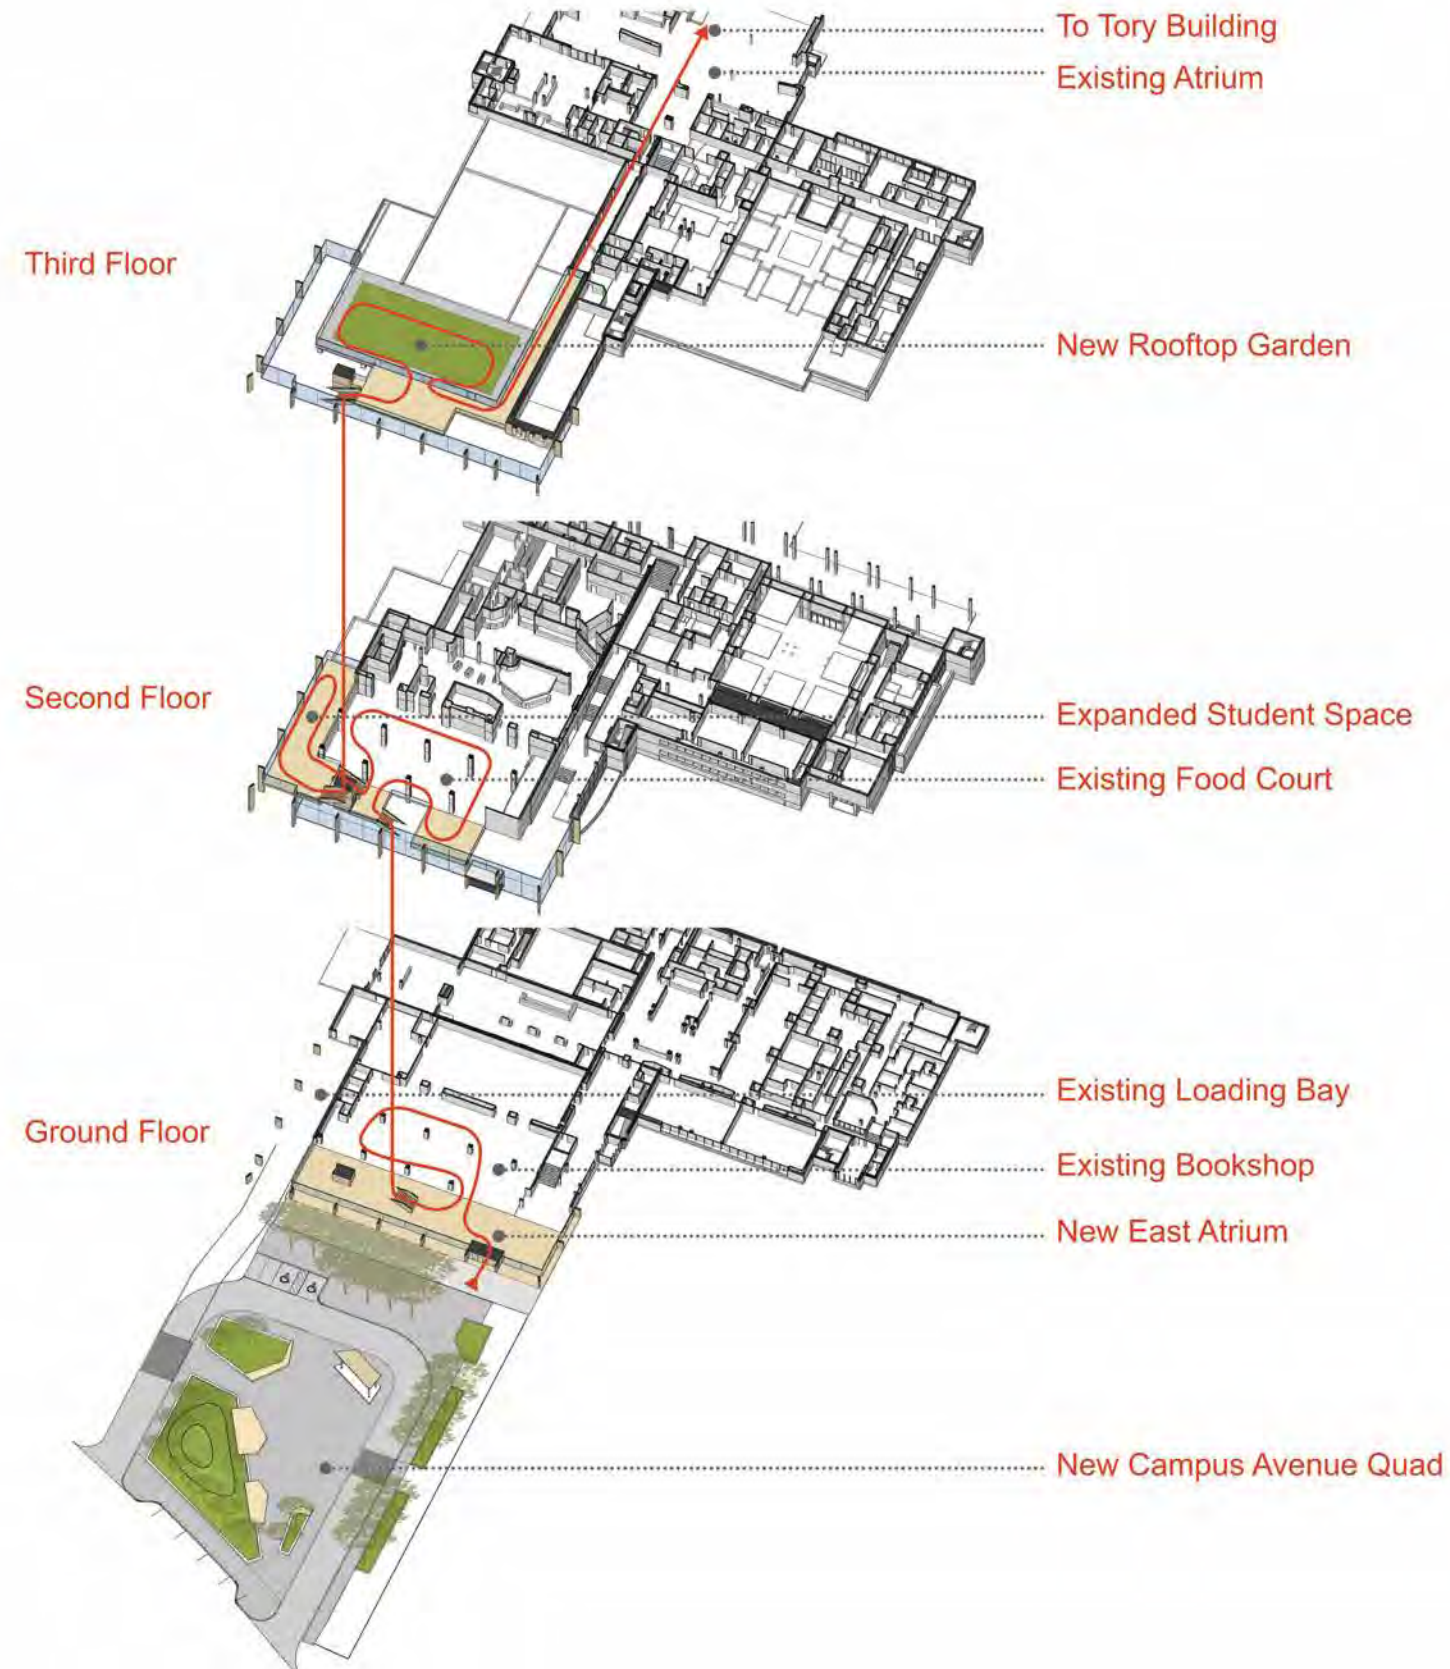 To Tory Building
Existing Atrium
Third Floor
New Rooftop Garden
Second Floor
Expanded Student Space
Existing Food Court
Existing Loading Bay
Ground Floor
Existing Bookshop
New East Atrium
New Campus Avenue Quad